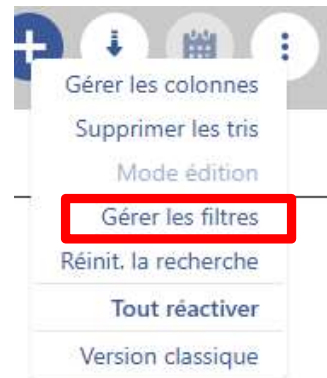 Gérer les colonnes
Supprimer les tris
Mode édition
Gérer les filtres
Réinit. la recherche
Tout réactiver
Version classique